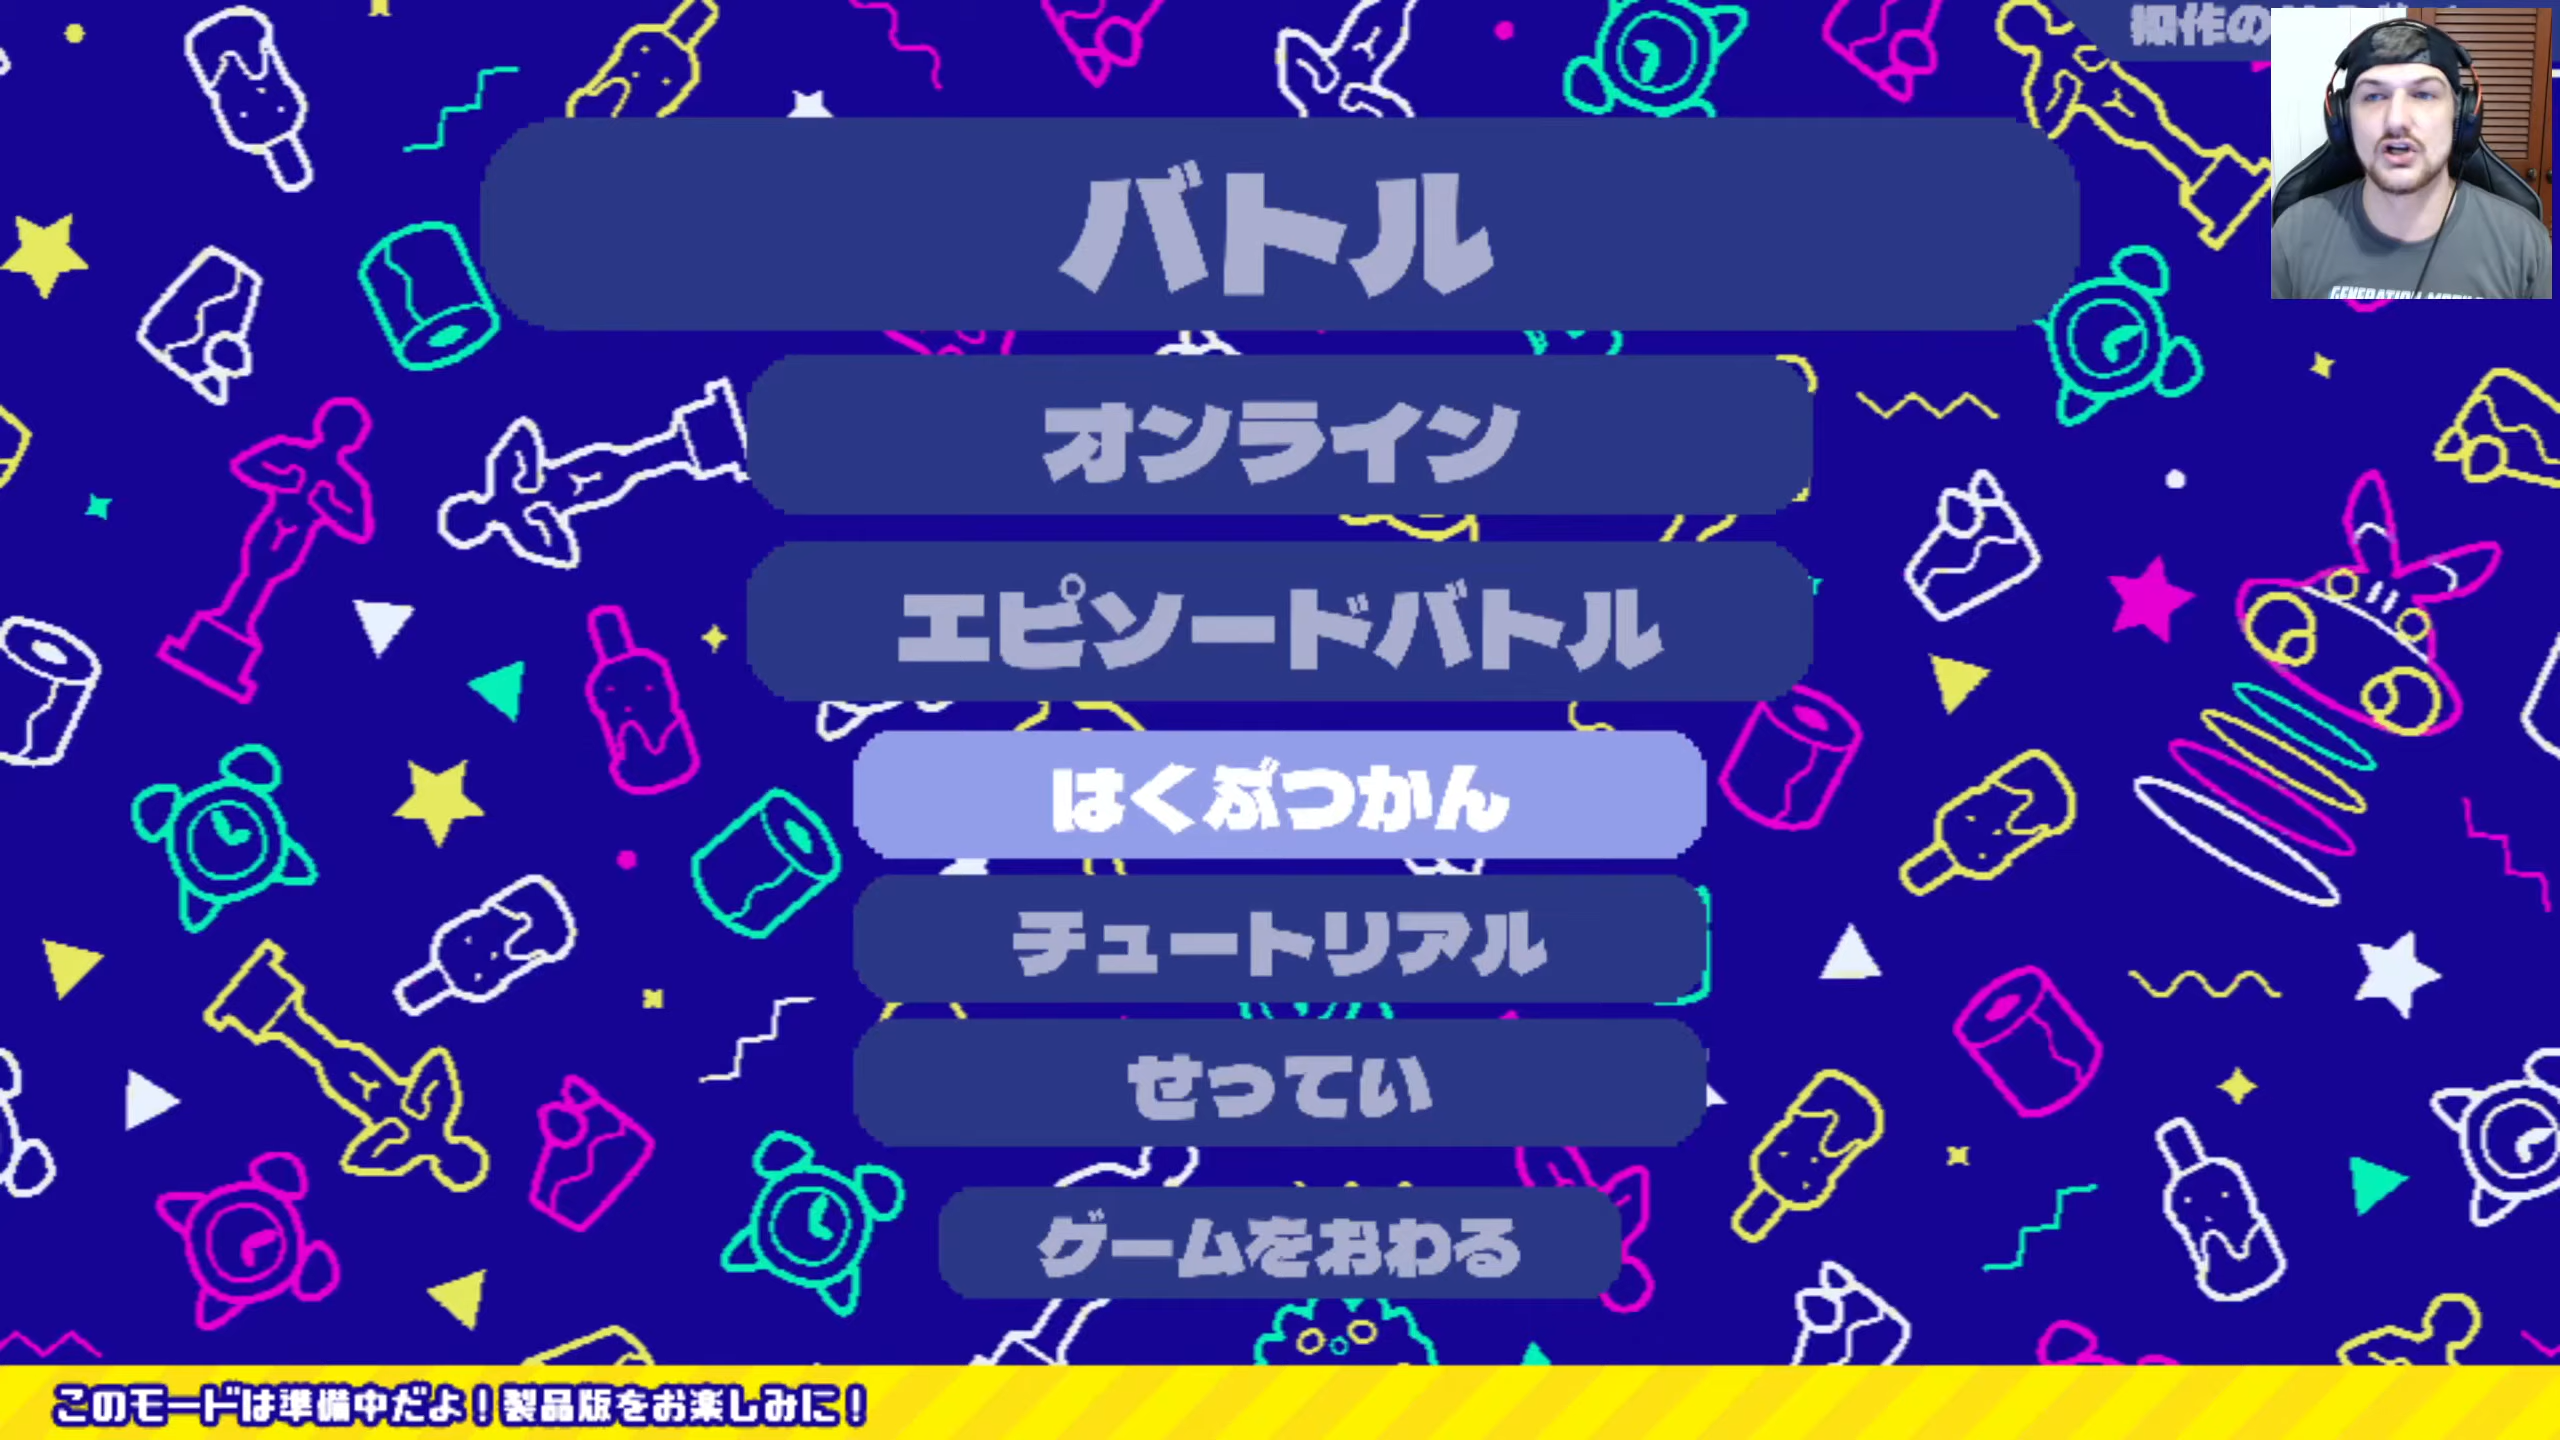 操作の
バトル
オンライン
エピソードバトル
はくぶつかん
チュートリアル
せってい
ゲームをおわる
このモードは準備中だよ！製品版をお楽しみに！